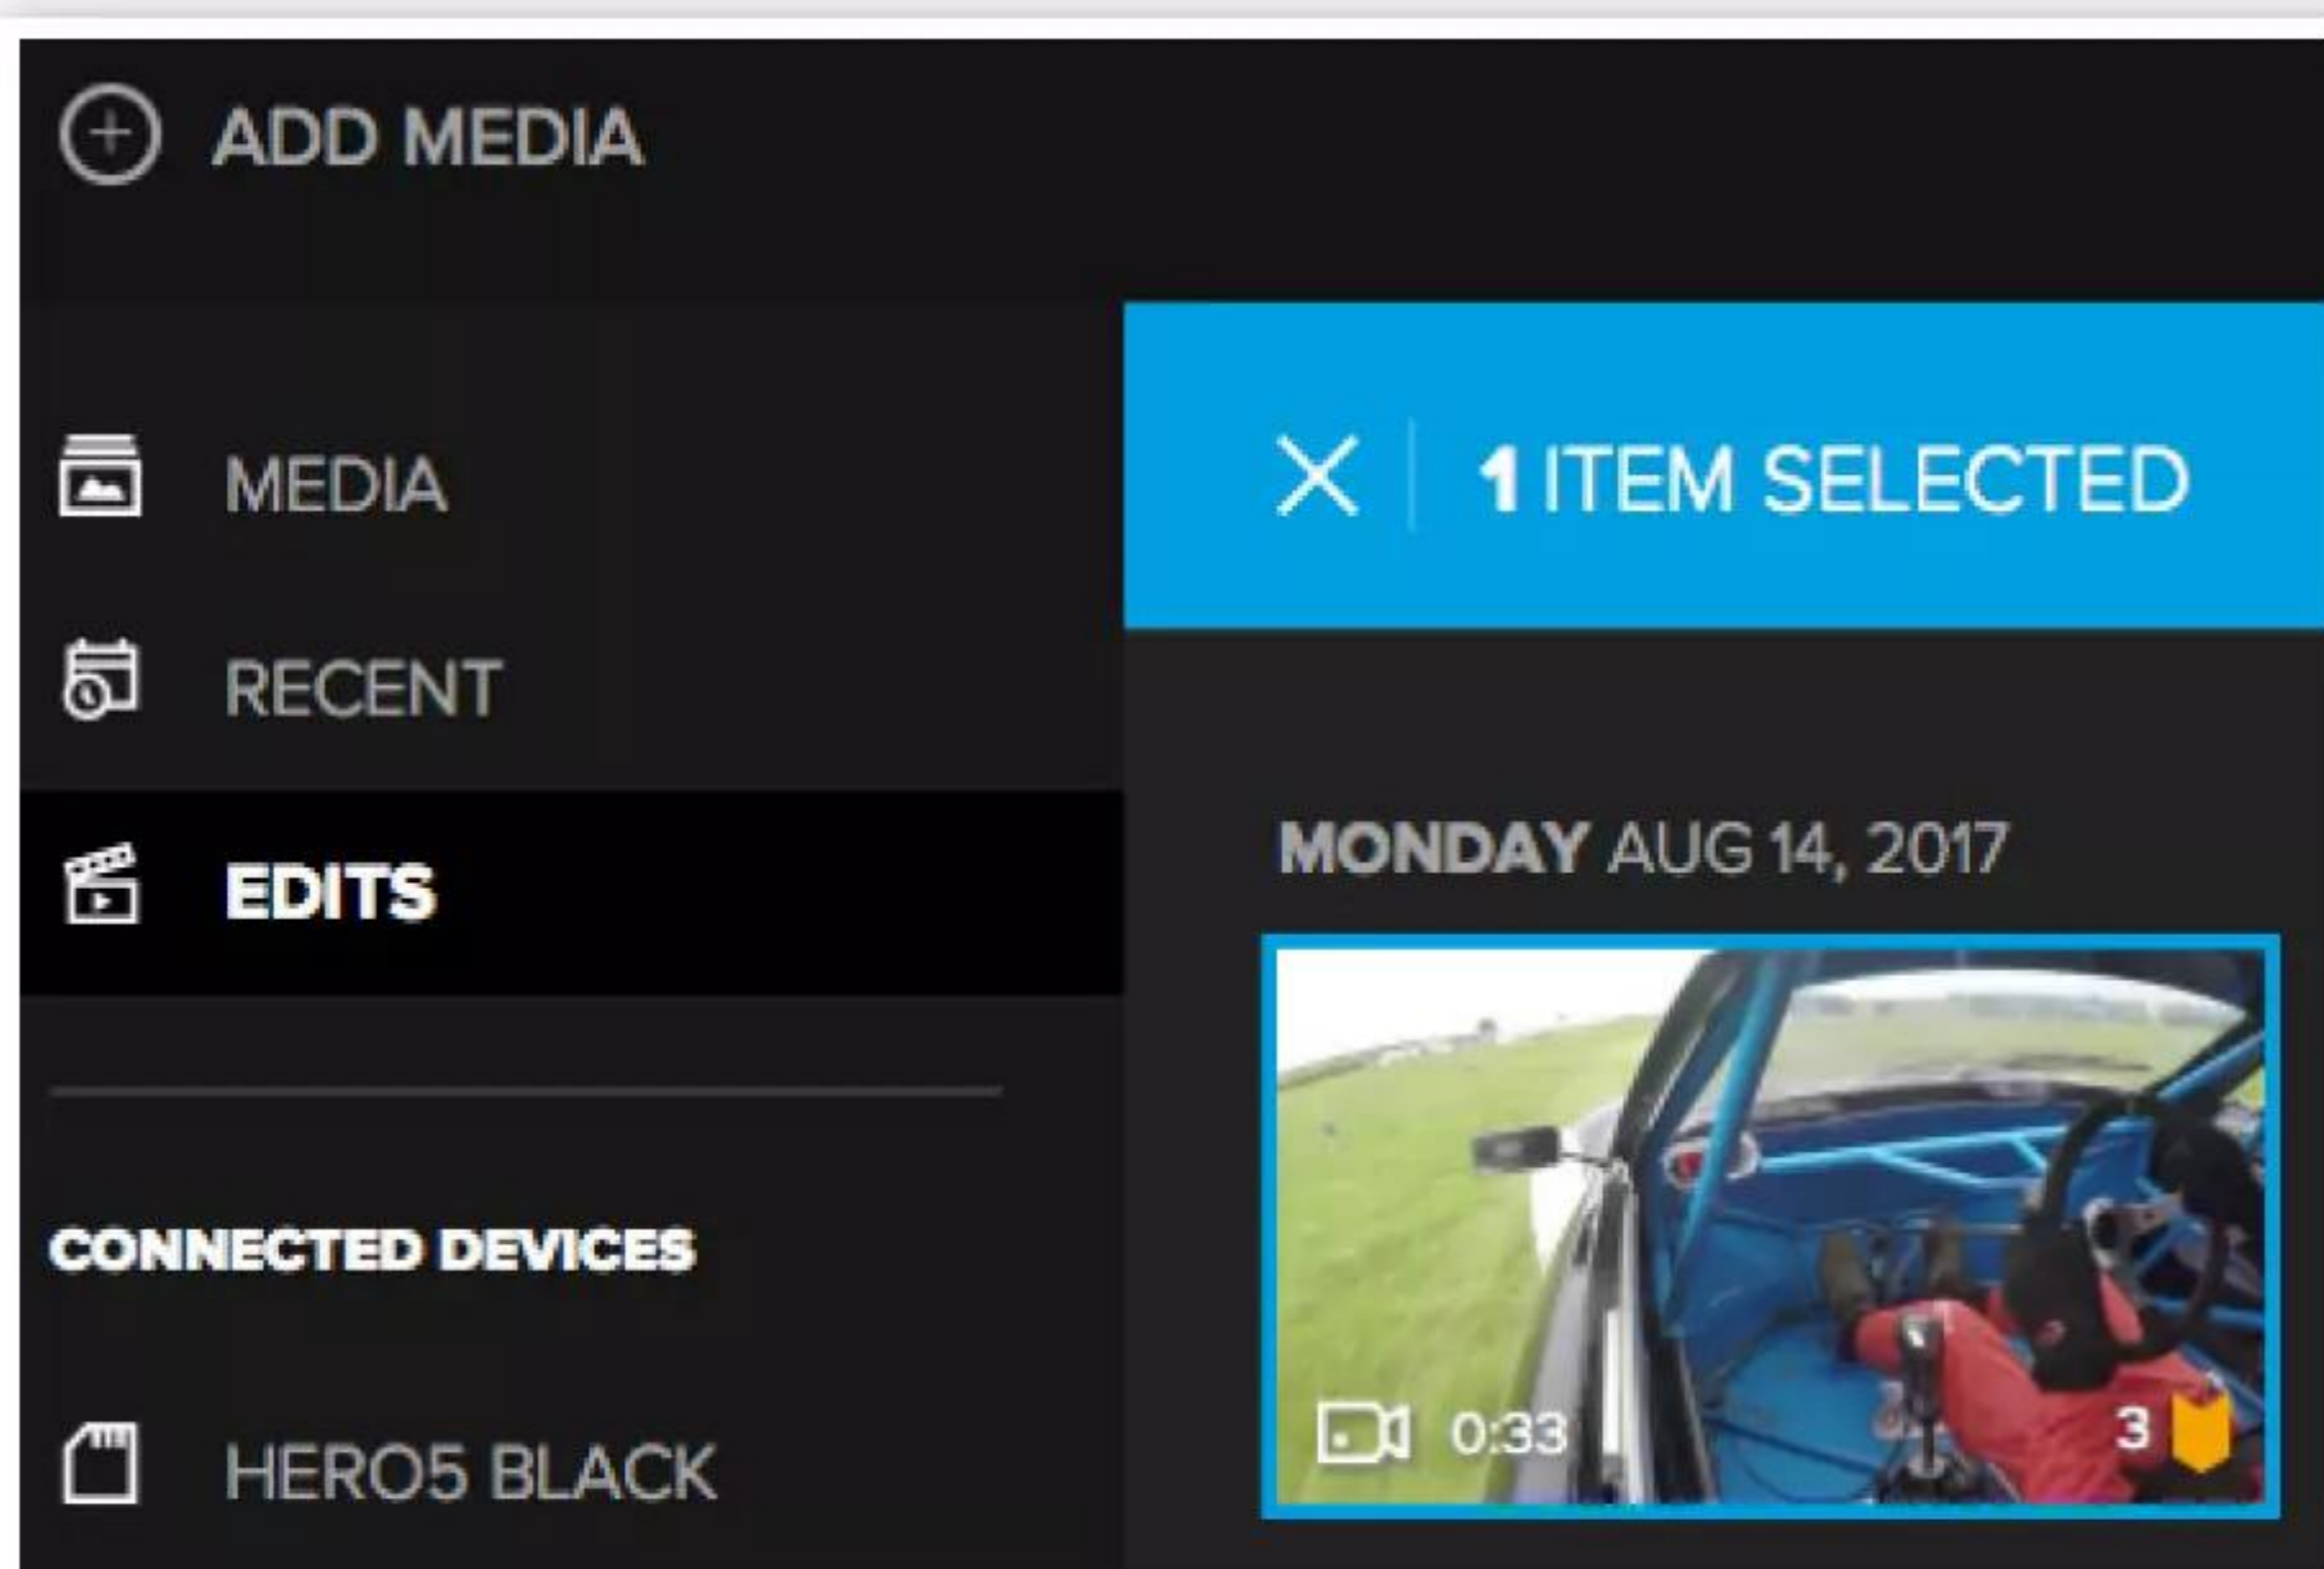 ADD MEDIA
MEDIA
RECENT
EDITS
CONNECTED DEVICES
HERO5 BLACK
1 ITEM SELECTED
MONDAY AUG 14, 2017
0:33
3